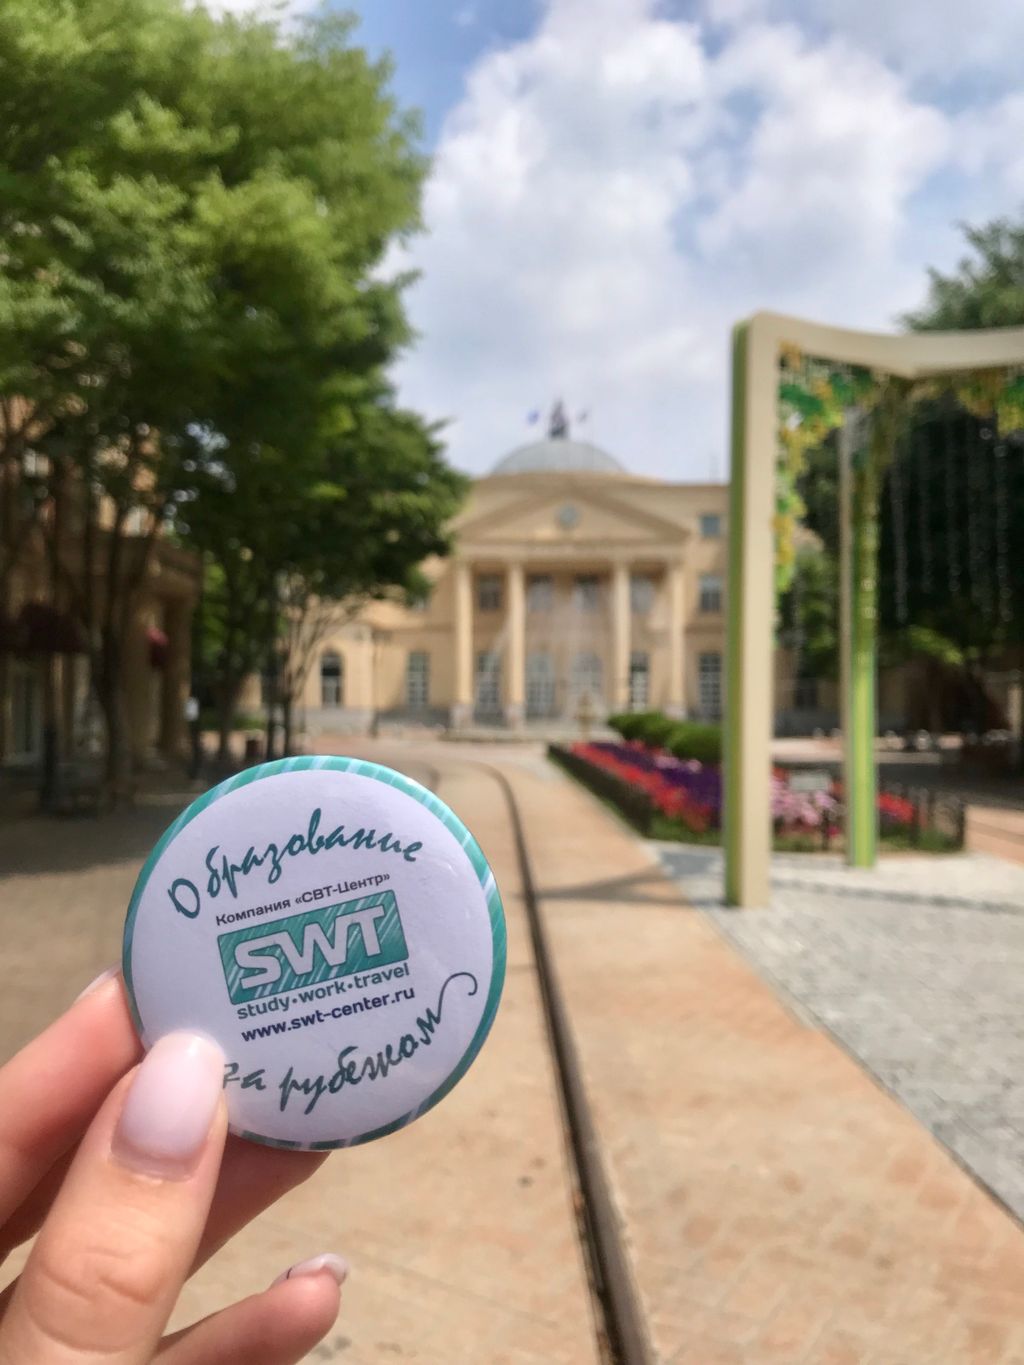 Образование
Компания «СВТ-Центр»
SWT
study•work•travel
www.swt-center.ru
За рубежом